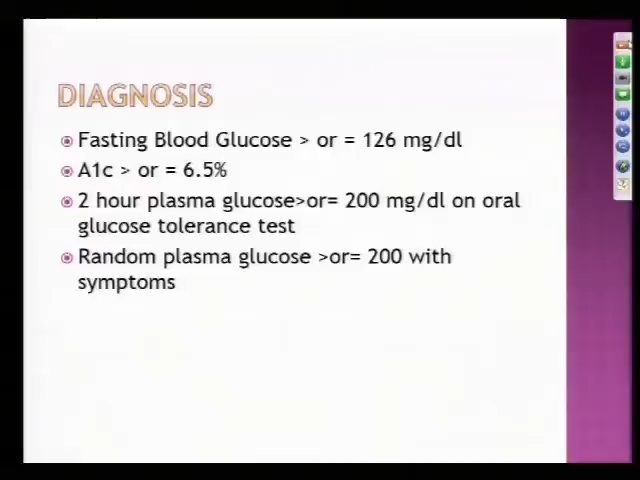 DIAGNOSIS
Fasting Blood Glucose > or = 126 mg/dl
A1c > or = 6.5%
2 hour plasma glucose>or= 200 mg/dl on oral
glucose tolerance test
Random plasma glucose >or= 200 with
symptoms